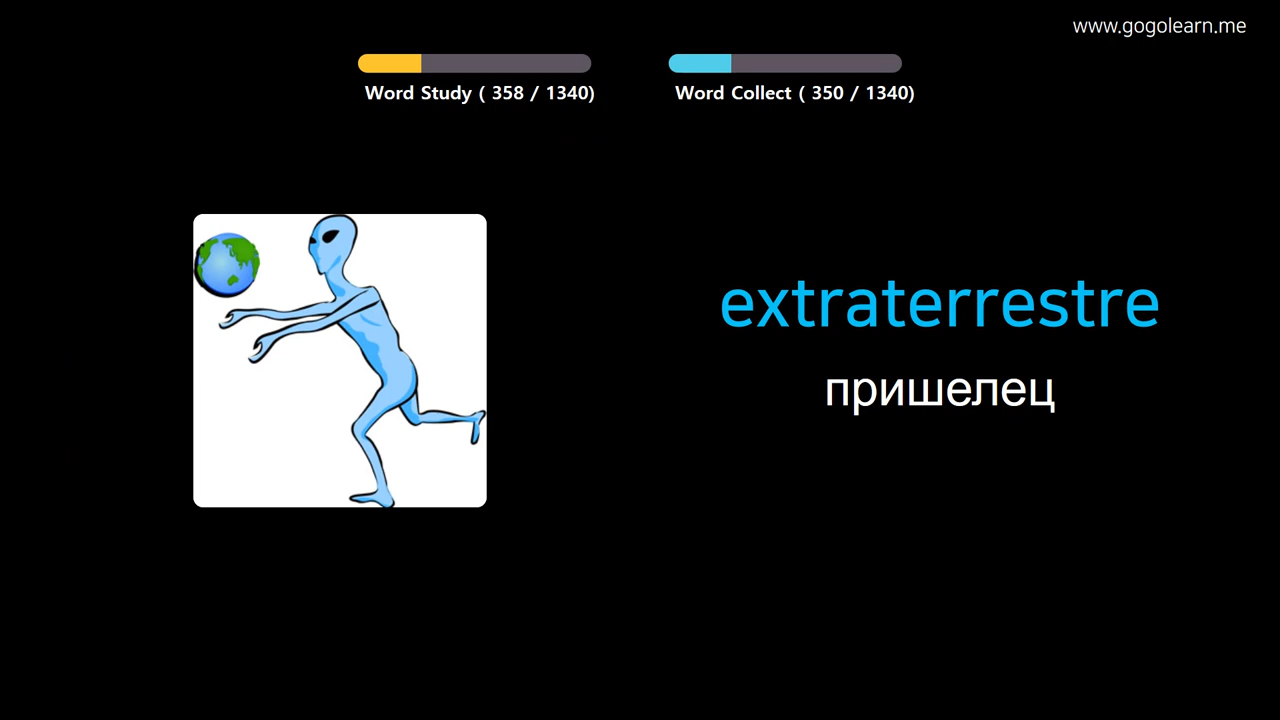 www.gogolearn.me
Word Study ( 358 / 1340)
Word Collect ( 350 / 1340)
extraterrestre
пришелец